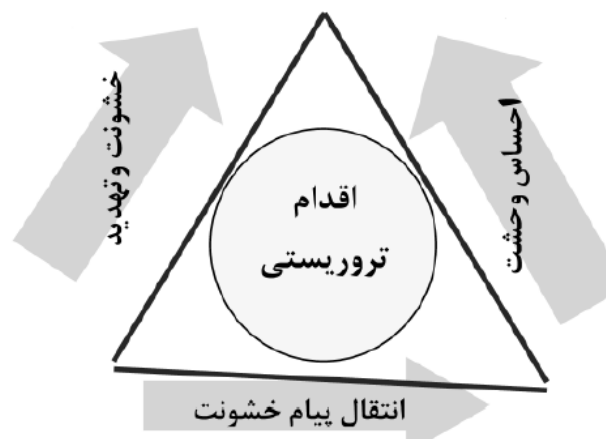 خشونت و تهدید
احساس وحشت
اقدام
تروریستی
انتقال پیام خشونت